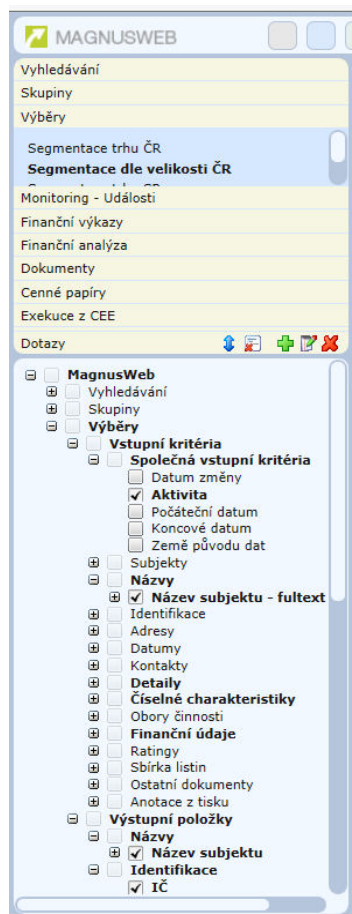 MAGNUSWEB
Vyhledávání
Skupiny
Výběry
Segmentace trhu ČR
Segmentace dle velikosti ČR
Monitoring - Události
Finanční výkazy
Finanční analýza
Dokumenty
Cenné papíry
Exekuce z CEE
Dotazy
MagnusWeb
Vyhledávání
Skupiny
Výběry
Vstupní kritéria
Společná vstupní kritéria
Datum změny
Aktivita
Počáteční datum
Koncové datum
Země původu dat
Subjekty
Názvy
Název subjektu - fultext
Identifikace
Adresy
Datumy
Kontakty
Detaily
Číselné charakteristiky
Obory činnosti
Finanční údaje
Ratingy
Sbírka listin
Ostatní dokumenty
Anotace z tisku
Výstupní položky
Názvy
Název subjektu
Identifikace
IČ